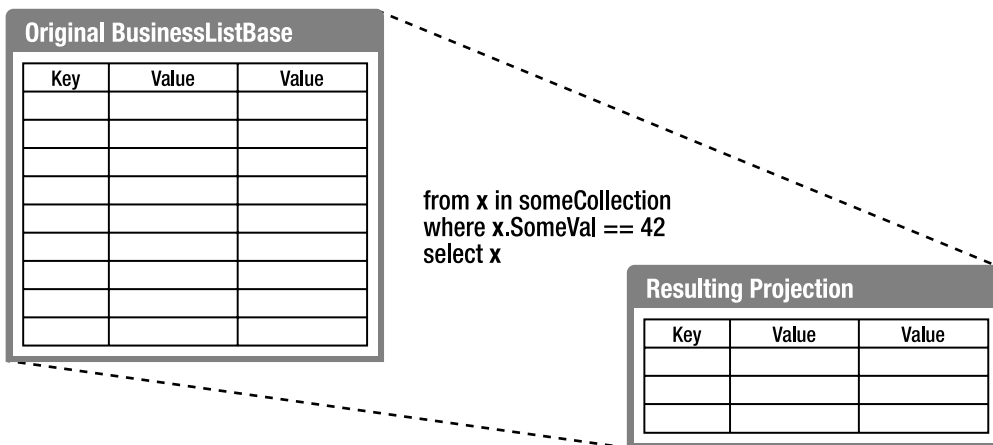 Original BusinessListBase
Key Value Value
from x in someCollection
where x.SomeVal == 42
select x
Resulting Projection
Key Value Value